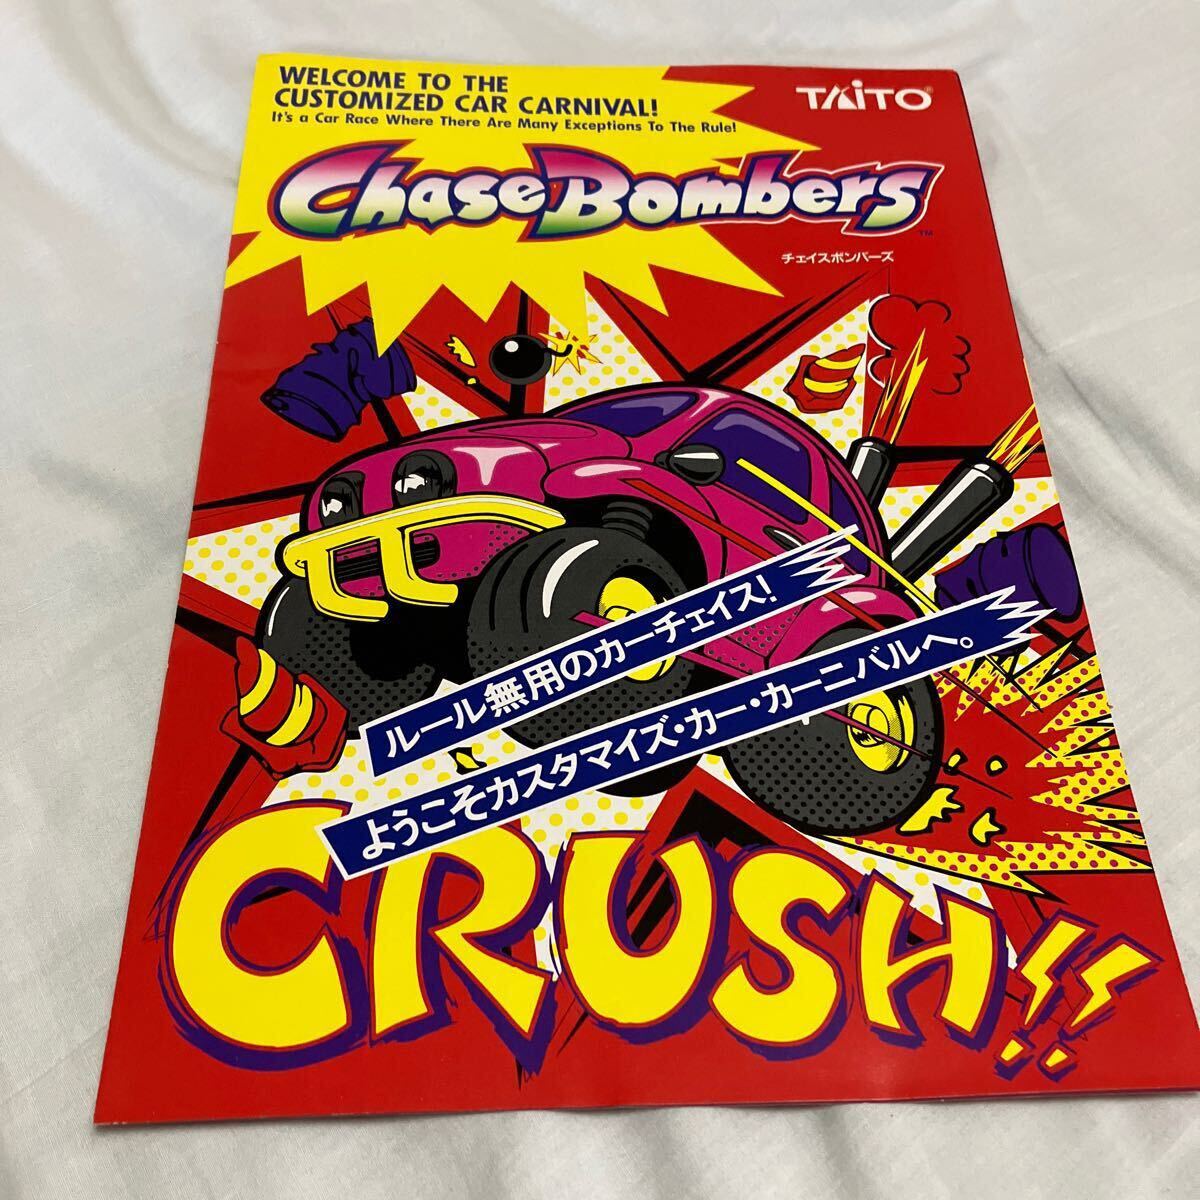 WELCOME TO THE
CUSTOMIZED CAR CARNIVAL!
It's a Car Race Where There Are Many Exceptions To The Rule!
TAITO®
ChaseBombers™
チェイスボンバーズ
ルール無用のカーチェイス!
ようこそカスタマイズ・カー・カーニバルへ。
CRUSH!!